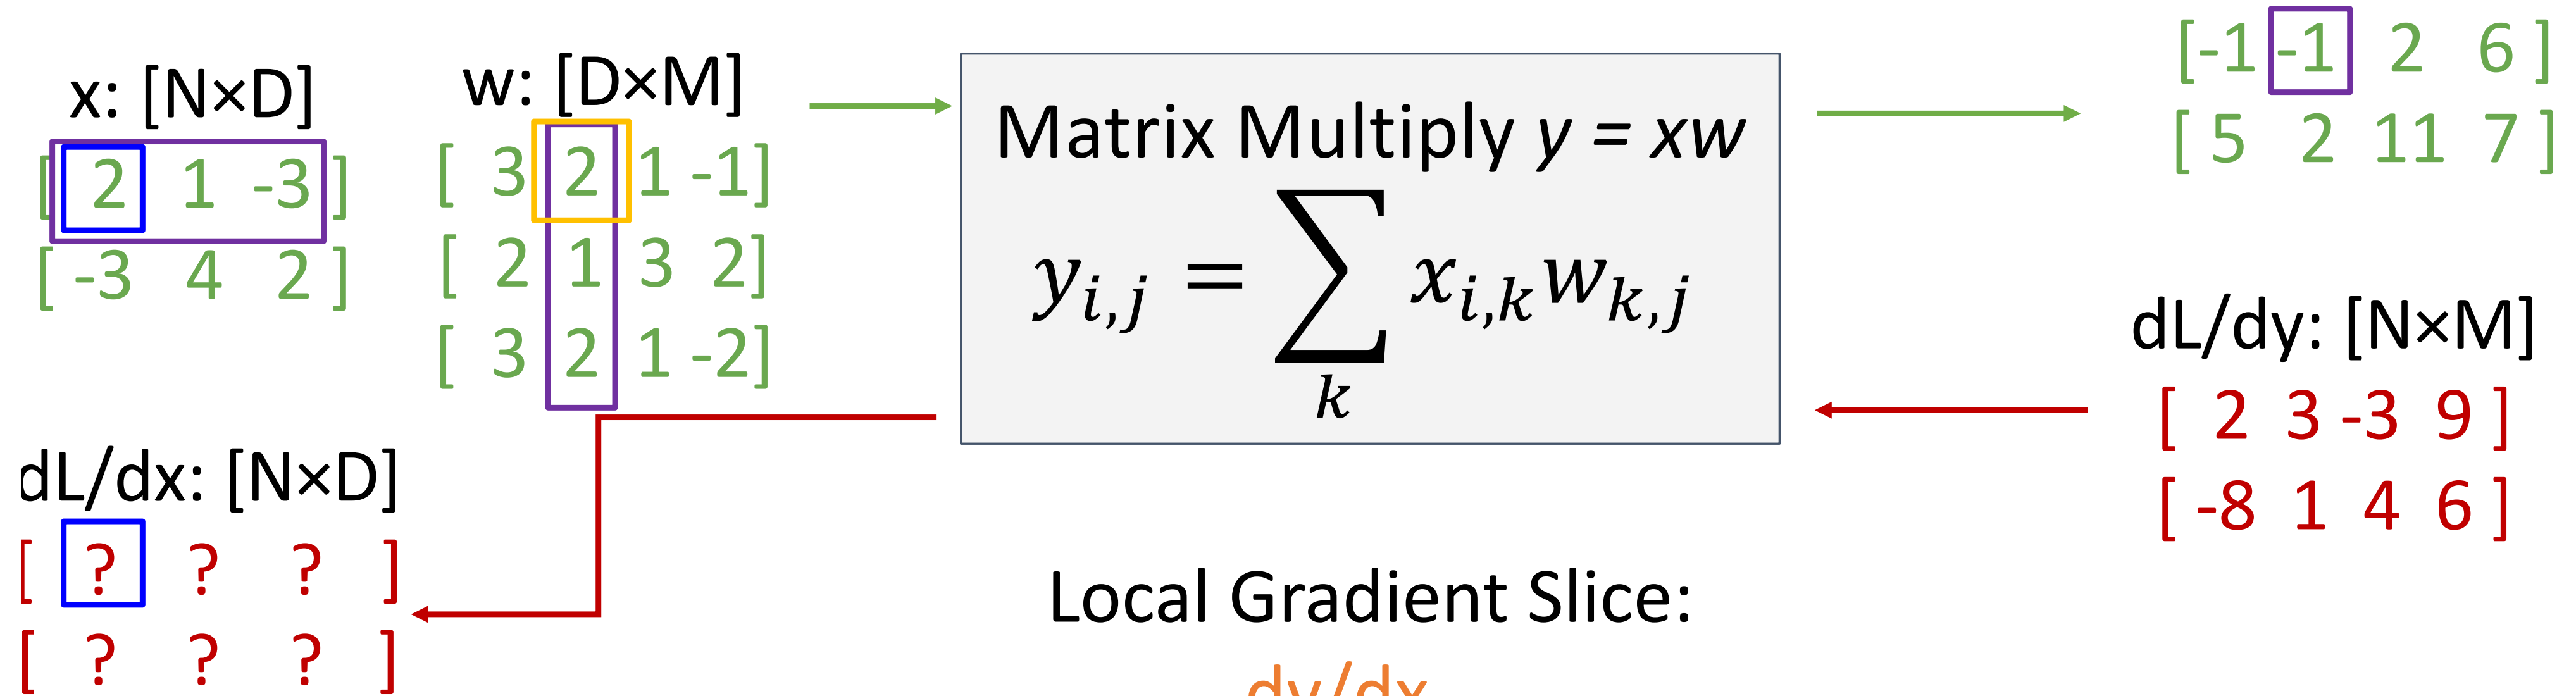 x: [N×D]
[ 2 1 -3 ]
[ -3 4 2 ]
w: [D×M]
[ 3 2 1 -1]
[ 2 1 3 2]
[ 3 2 1 -2]
Matrix Multiply y = xw
y_{i,j} = ∑_k x_{i,k} w_{k,j}
[-1 -1 2 6 ]
[ 5 2 11 7 ]
dL/dy: [N×M]
[ 2 3 -3 9 ]
[ -8 1 4 6 ]
dL/dx: [N×D]
[ ? ? ? ]
[ ? ? ? ]
Local Gradient Slice:
dy/dx